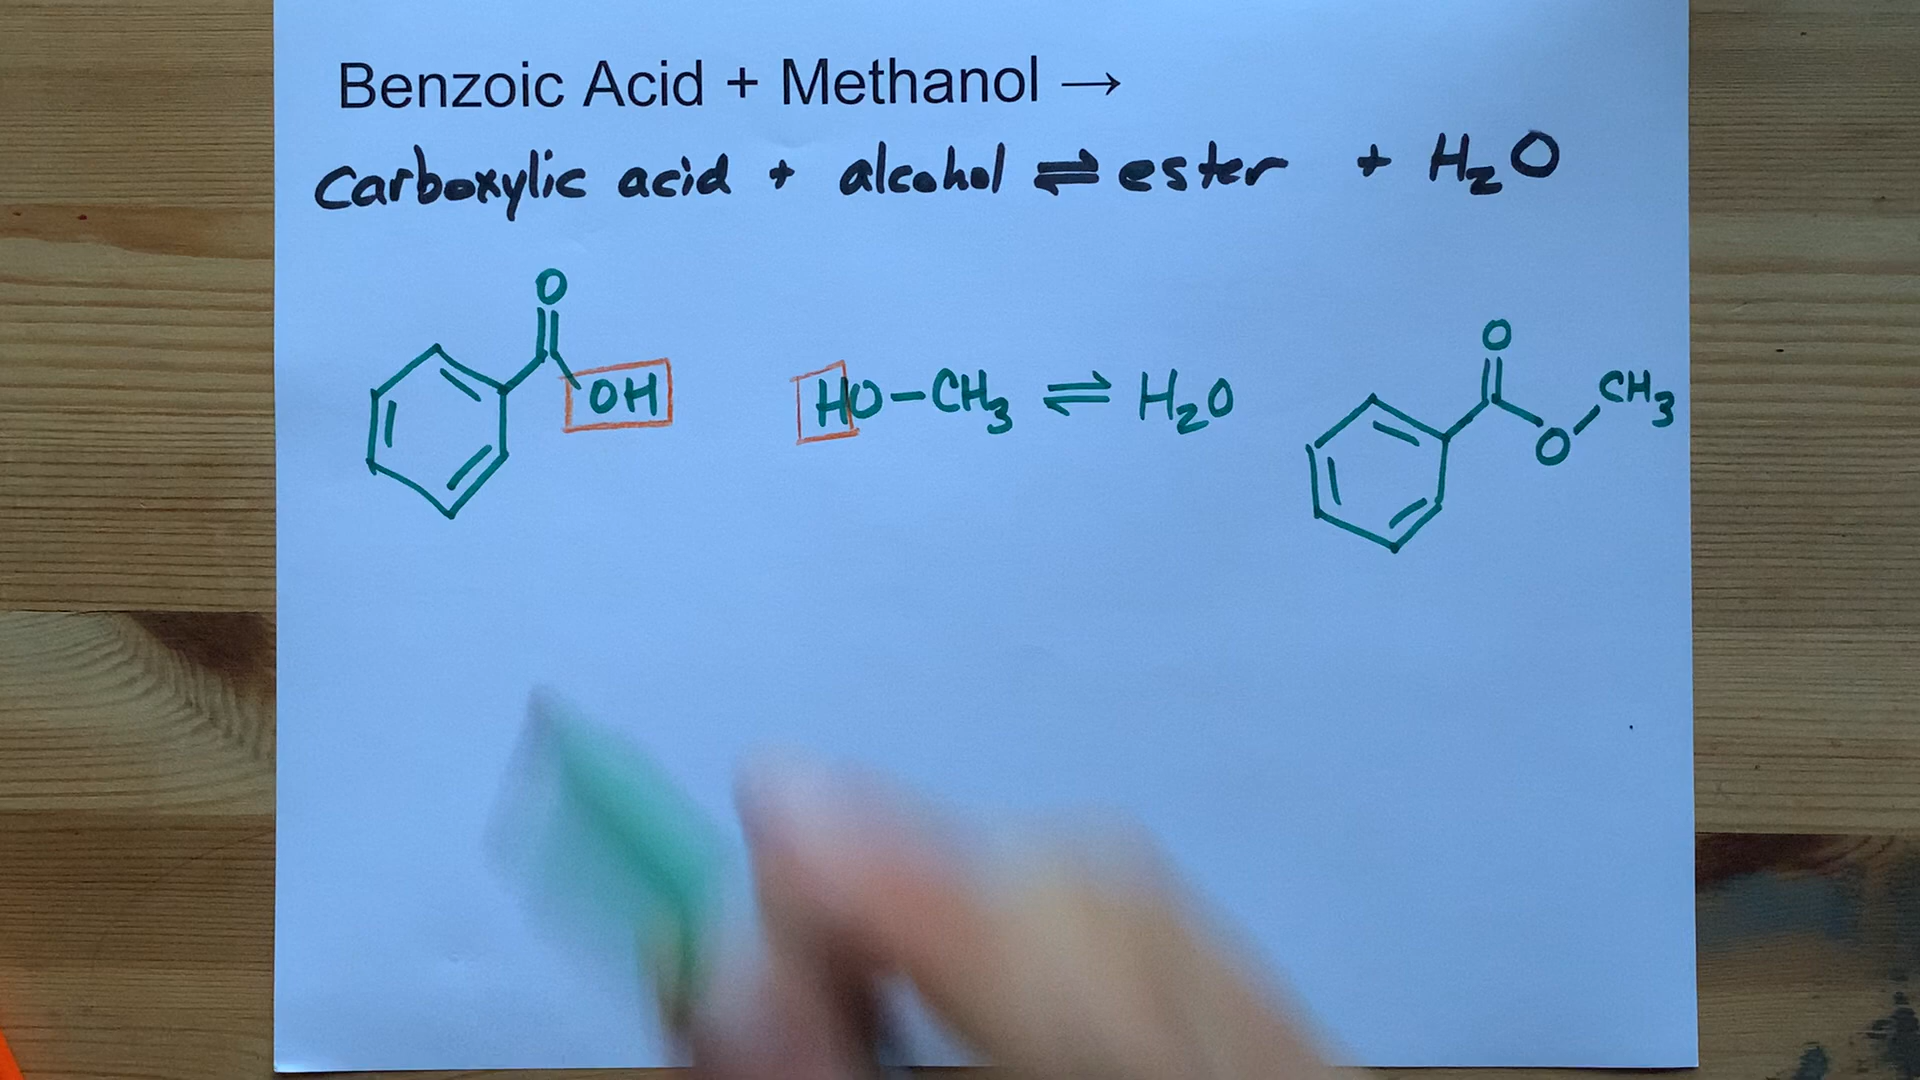 Benzoic Acid + Methanol →
carboxylic acid + alcohol ⇌ ester + H₂O
O
OH HO-CH₃ ⇌ H₂O
O
O CH₃